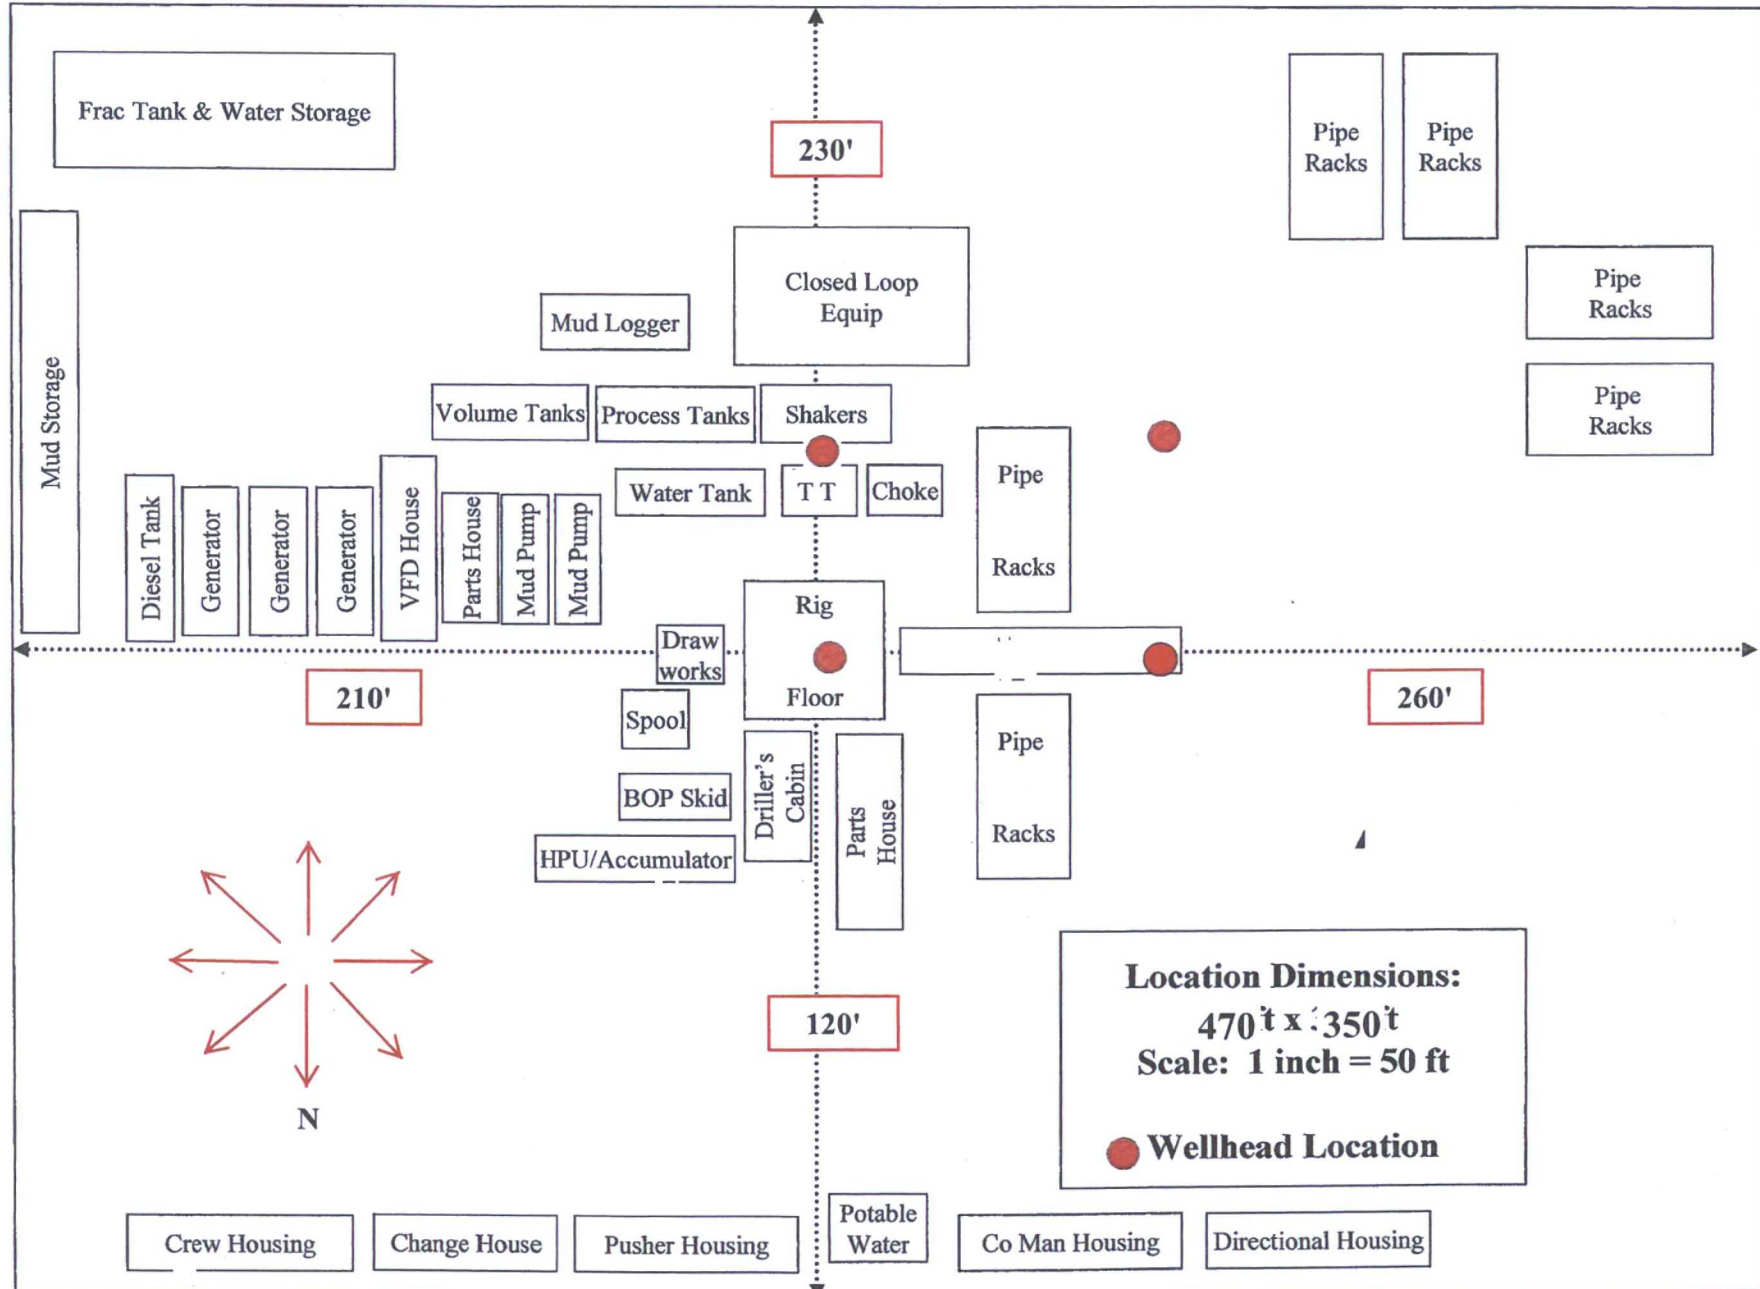 Frac Tank & Water Storage
230'
Pipe
Racks
Pipe
Racks
Closed Loop
Equip
Pipe
Racks
Mud Logger
Mud Storage
Volume Tanks
Process Tanks
Shakers
Pipe
Racks
Diesel Tank
Generator
Generator
Generator
VFD House
Parts House
Mud Pump
Mud Pump
Water Tank
T T
Choke
Pipe
Racks
Rig
Floor
Draw
works
210'
260'
Spool
BOP Skid
HPU/Accumulator
Driller's
Cabin
Parts
House
Pipe
Racks
N
120'
Location Dimensions:
470't x 350't
Scale: 1 inch = 50 ft
Wellhead Location
Crew Housing
Change House
Pusher Housing
Potable
Water
Co Man Housing
Directional Housing